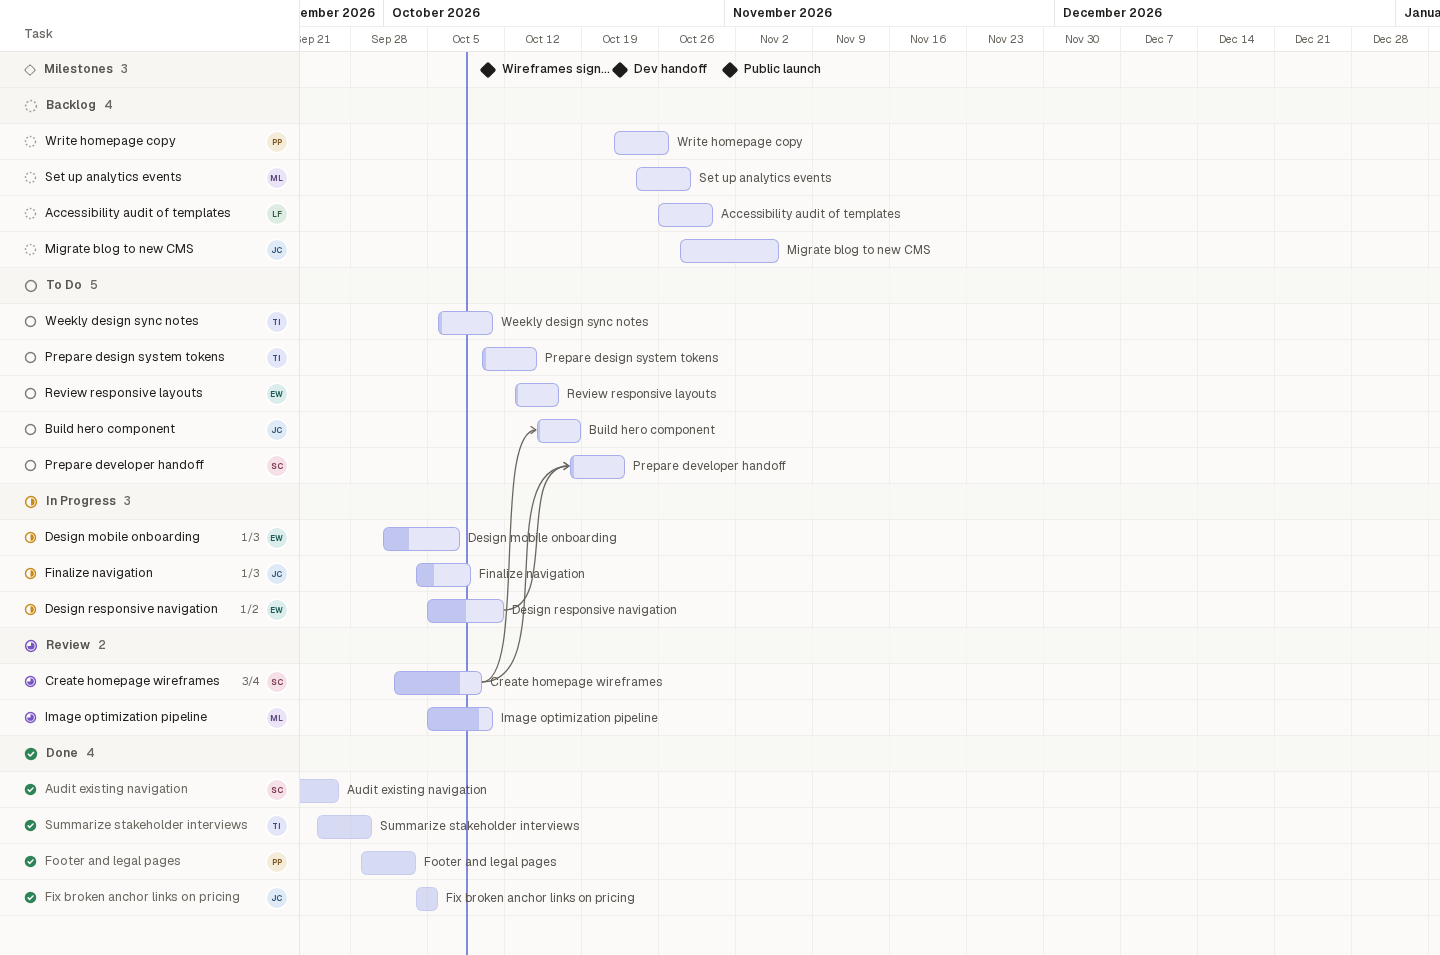 Task
ember 2026
October 2026
November 2026
December 2026
Janua
Sep 21
Sep 28
Oct 5
Oct 12
Oct 19
Oct 26
Nov 2
Nov 9
Nov 16
Nov 23
Nov 30
Dec 7
Dec 14
Dec 21
Dec 28
Milestones 3
Wireframes sign...
Dev handoff
Public launch
Backlog 4
Write homepage copy PP Write homepage copy
Set up analytics events ML Set up analytics events
Accessibility audit of templates LF Accessibility audit of templates
Migrate blog to new CMS JC Migrate blog to new CMS
To Do 5
Weekly design sync notes TI Weekly design sync notes
Prepare design system tokens TI Prepare design system tokens
Review responsive layouts EW Review responsive layouts
Build hero component JC Build hero component
Prepare developer handoff SC Prepare developer handoff
In Progress 3
Design mobile onboarding 1/3 EW Design mobile onboarding
Finalize navigation 1/3 JC Finalize navigation
Design responsive navigation 1/2 EW Design responsive navigation
Review 2
Create homepage wireframes 3/4 SC Create homepage wireframes
Image optimization pipeline ML Image optimization pipeline
Done 4
Audit existing navigation SC Audit existing navigation
Summarize stakeholder interviews TI Summarize stakeholder interviews
Footer and legal pages PP Footer and legal pages
Fix broken anchor links on pricing JC Fix broken anchor links on pricing